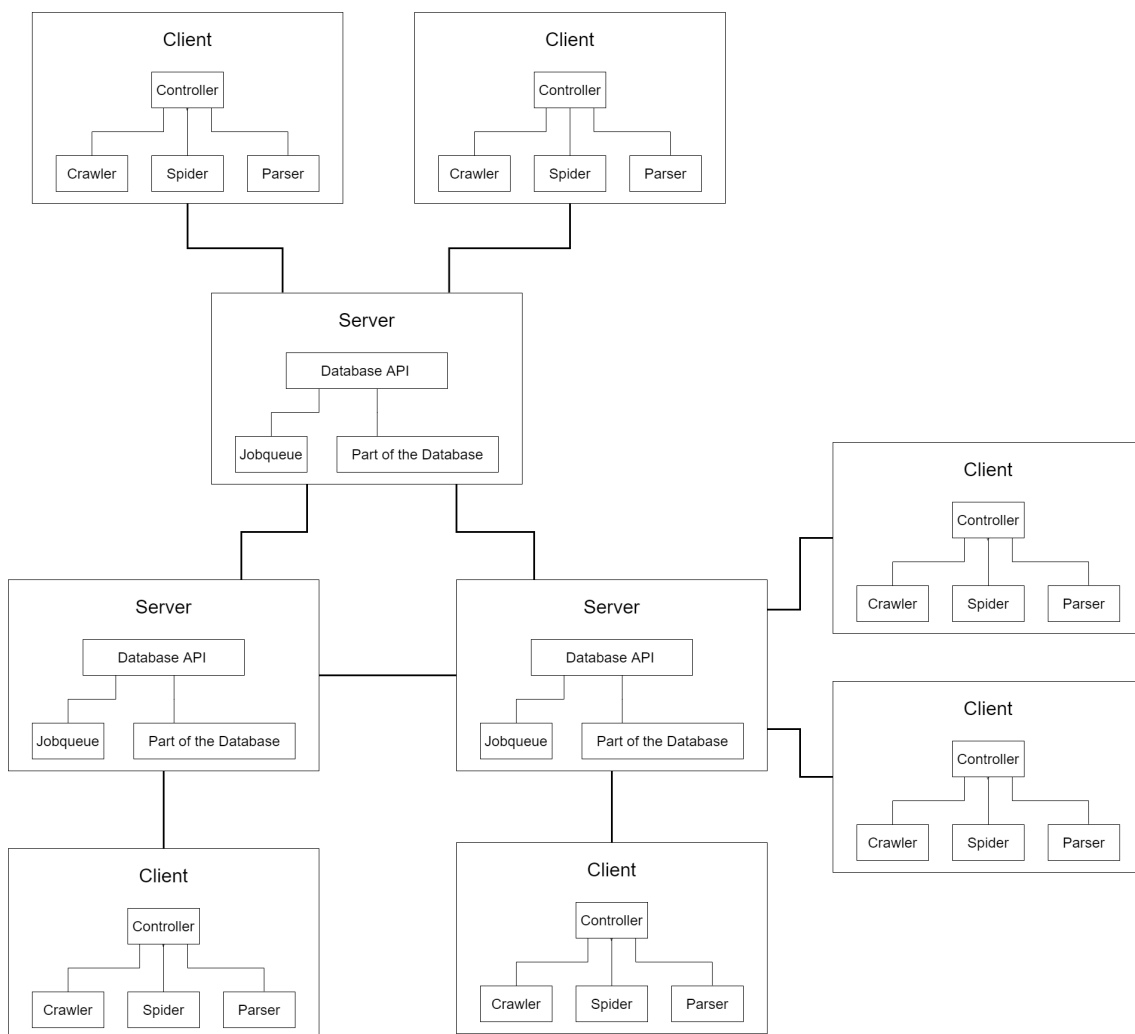 Client
Controller
Crawler Spider Parser
Client
Controller
Crawler Spider Parser
Server
Database API
Jobqueue Part of the Database
Server
Database API
Jobqueue Part of the Database
Server
Database API
Jobqueue Part of the Database
Client
Controller
Crawler Spider Parser
Client
Controller
Crawler Spider Parser
Client
Controller
Crawler Spider Parser
Client
Controller
Crawler Spider Parser